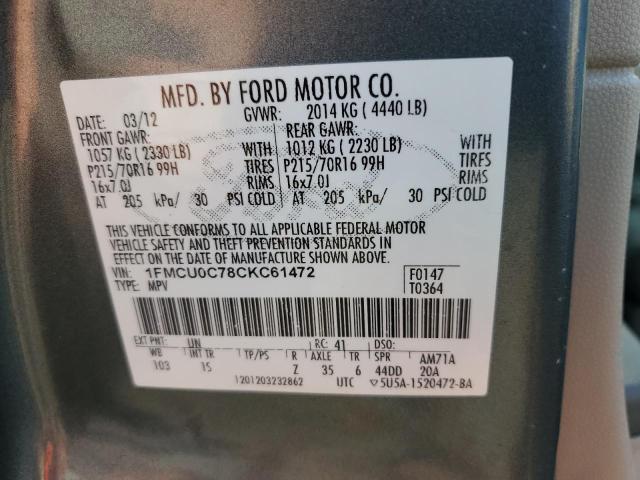 MFD. BY FORD MOTOR CO.
DATE: 03/12 GVWR: 2014 KG ( 4440 LB)
FRONT GAWR: REAR GAWR:
1057 KG ( 2330 LB) WITH 1012 KG ( 2230 LB) WITH
P215/70R16 99H TIRES P215/70R16 99H TIRES
16x7.0J RIMS 16x7.0J RIMS
AT 205 kPa/ 30 PSI COLD AT 205 kPa/ 30 PSI COLD
THIS VEHICLE CONFORMS TO ALL APPLICABLE FEDERAL MOTOR
VEHICLE SAFETY AND THEFT PREVENTION STANDARDS IN
EFFECT ON THE DATE OF MANUFACTURE SHOWN ABOVE.
VIN: 1FMCU0C78CKC61472 F0147
TYPE: MPV T0364
EXT PNT: UN RC: 41 DSO:
WB INT TR TP/PS R AXLE TR SPR AM71A
103 15 Z 35 6 44DD 20A
1201203232862 UTC ▽5U5A-1520472-BA